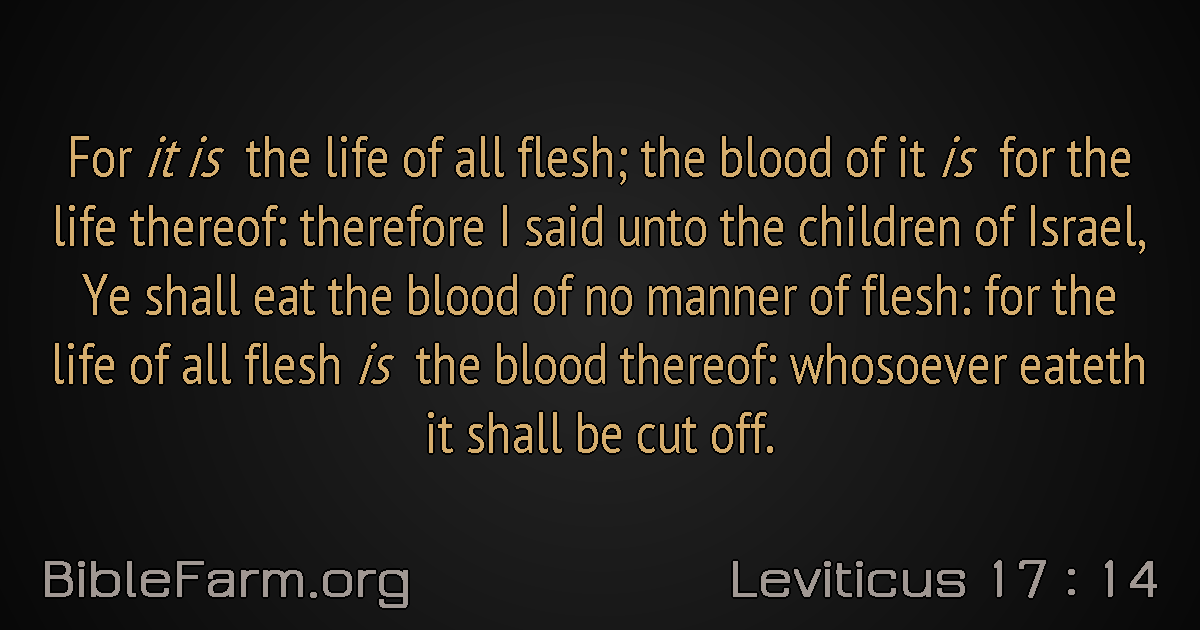 For it is the life of all flesh; the blood of it is for the
life thereof: therefore I said unto the children of Israel,
Ye shall eat the blood of no manner of flesh: for the
life of all flesh is the blood thereof: whosoever eateth
it shall be cut off.
BibleFarm.org
Leviticus 17 : 14